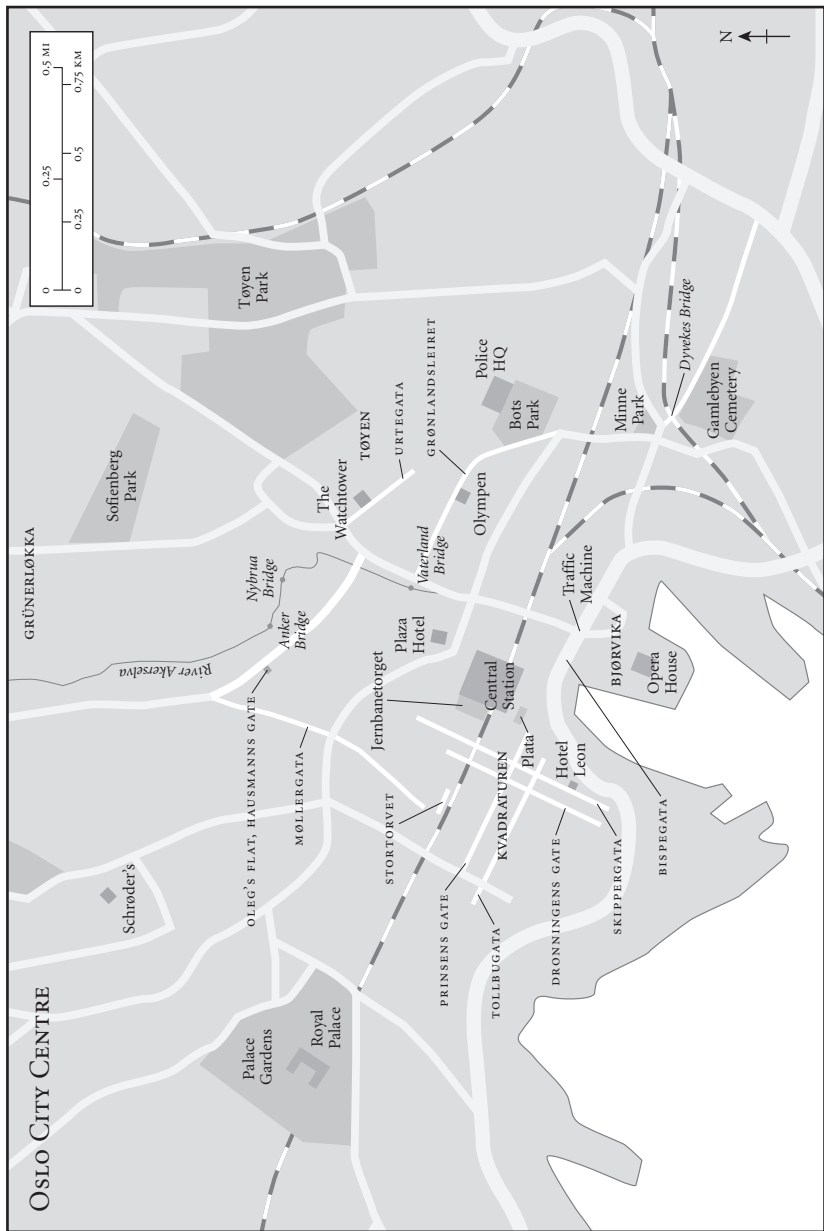 OSLO CITY CENTRE
0 0.25 0.5 MI
0 0.25 0.5 0.75 KM
N
GRÜNERLØKKA
Sofienberg
Park
Tøyen
Park
Schrøder's
River Akerselva
Nybrua
Bridge
Anker
Bridge
OLEG'S FLAT, HAUSMANNS GATE
MØLLERGATA
The
Watchtower
TØYEN
URTEGATA
GRØNLANDSLEIRET
Palace
Gardens
Royal
Palace
Jernbanetorget
Plaza
Hotel
Vaterland
Bridge
Olympen
Police
HQ
Bots
Park
STORTORVET
Central
Station
PRINSENS GATE
KVADRATUREN
Plata
TOLLBUGATA
Hotel
Leon
DRONNINGENS GATE
SKIPPERGATA
BISPEGATA
Traffic
Machine
BJØRVIKA
Opera
House
Minne
Park
Dyvekes Bridge
Gamlebyen
Cemetery